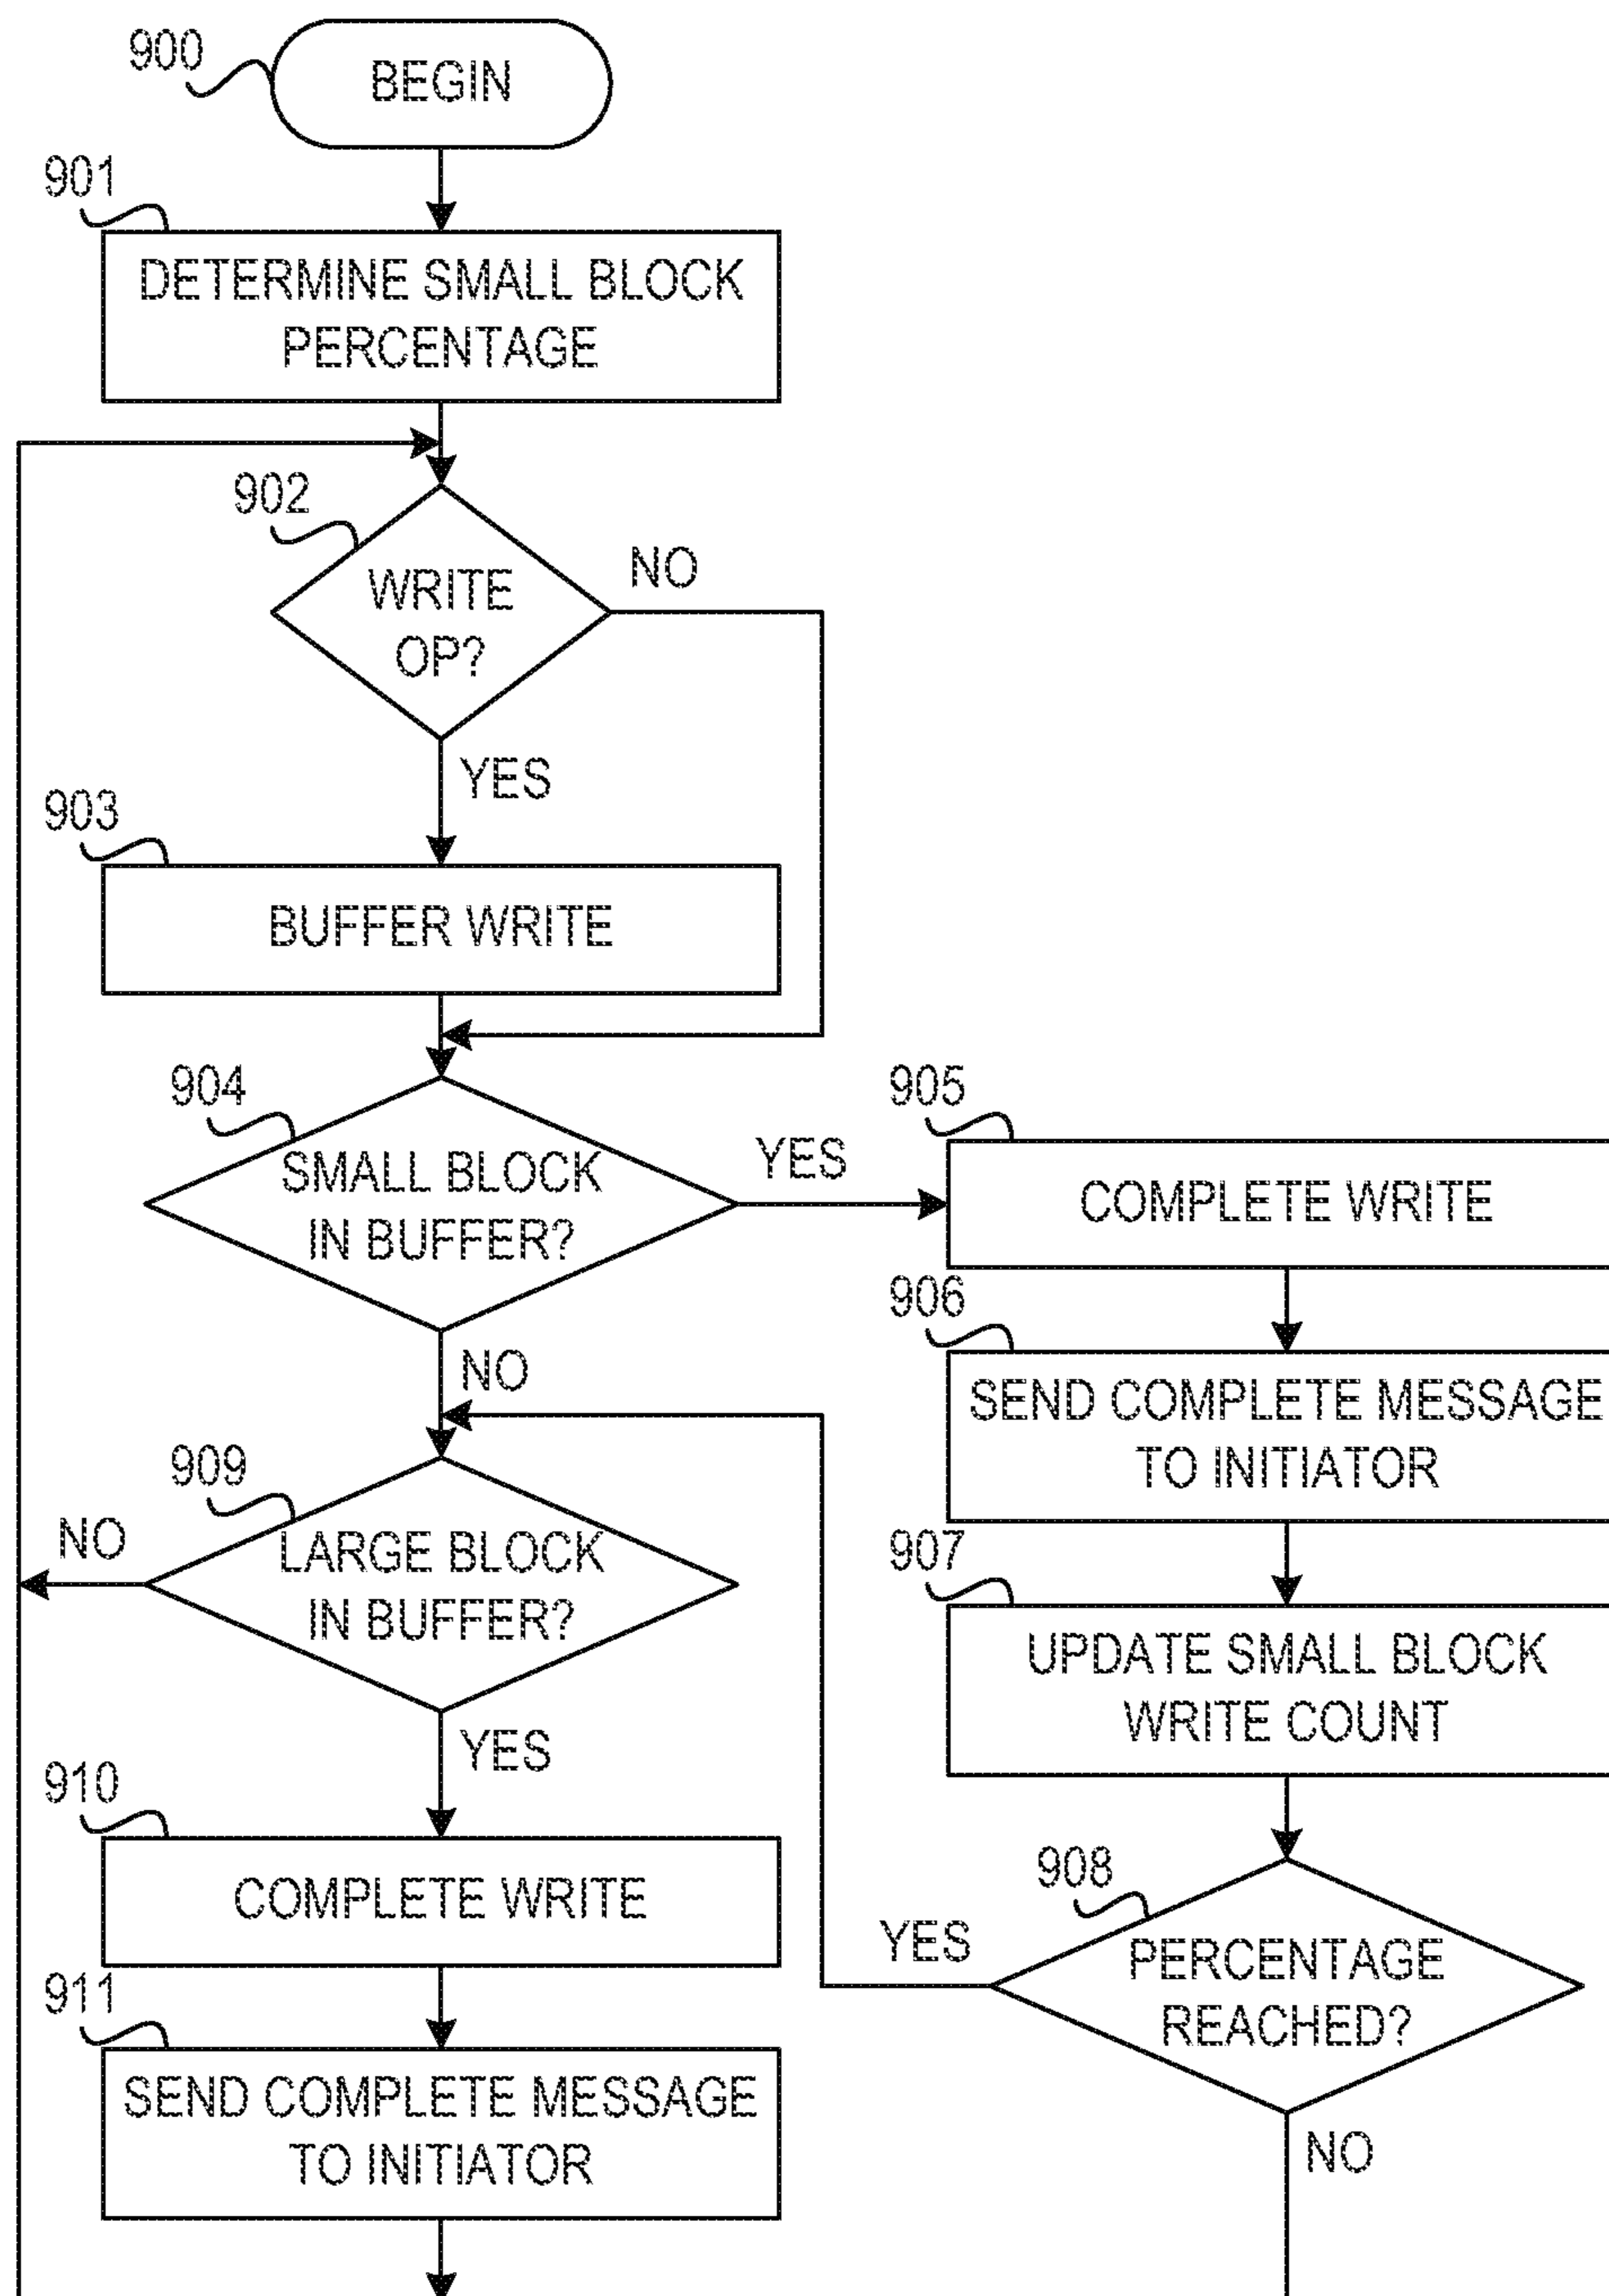 900
BEGIN
901
DETERMINE SMALL BLOCK
PERCENTAGE
902
WRITE
OP?
NO
YES
903
BUFFER WRITE
904
SMALL BLOCK
IN BUFFER?
YES
NO
905
COMPLETE WRITE
906
SEND COMPLETE MESSAGE
TO INITIATOR
907
UPDATE SMALL BLOCK
WRITE COUNT
908
PERCENTAGE
REACHED?
YES
NO
909
LARGE BLOCK
IN BUFFER?
NO
YES
910
COMPLETE WRITE
911
SEND COMPLETE MESSAGE
TO INITIATOR